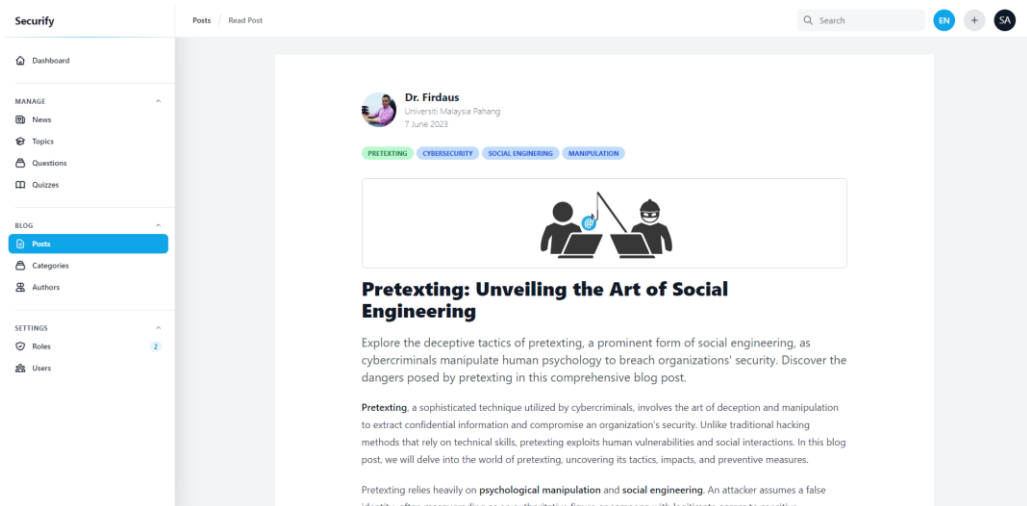 Securify
Posts
Read Post
Search
EN
+
SA
Dashboard
MANAGE
News
Topics
Questions
Quizzes
BLOG
Posts
Categories
Authors
SETTINGS
Roles
2
Users
Dr. Firdaus
Universiti Malaysia Pahang
7 June 2023
PRETEXTING
CYBERSECURITY
SOCIAL ENGINERING
MANIPULATION
@
Pretexting: Unveiling the Art of Social
Engineering
Explore the deceptive tactics of pretexting, a prominent form of social engineering, as
cybercriminals manipulate human psychology to breach organizations' security. Discover the
dangers posed by pretexting in this comprehensive blog post.
Pretexting, a sophisticated technique utilized by cybercriminals, involves the art of deception and manipulation
to extract confidential information and compromise an organization's security. Unlike traditional hacking
methods that rely on technical skills, pretexting exploits human vulnerabilities and social interactions. In this blog
post, we will delve into the world of pretexting, uncovering its tactics, impacts, and preventive measures.
Pretexting relies heavily on psychological manipulation and social engineering. An attacker assumes a false